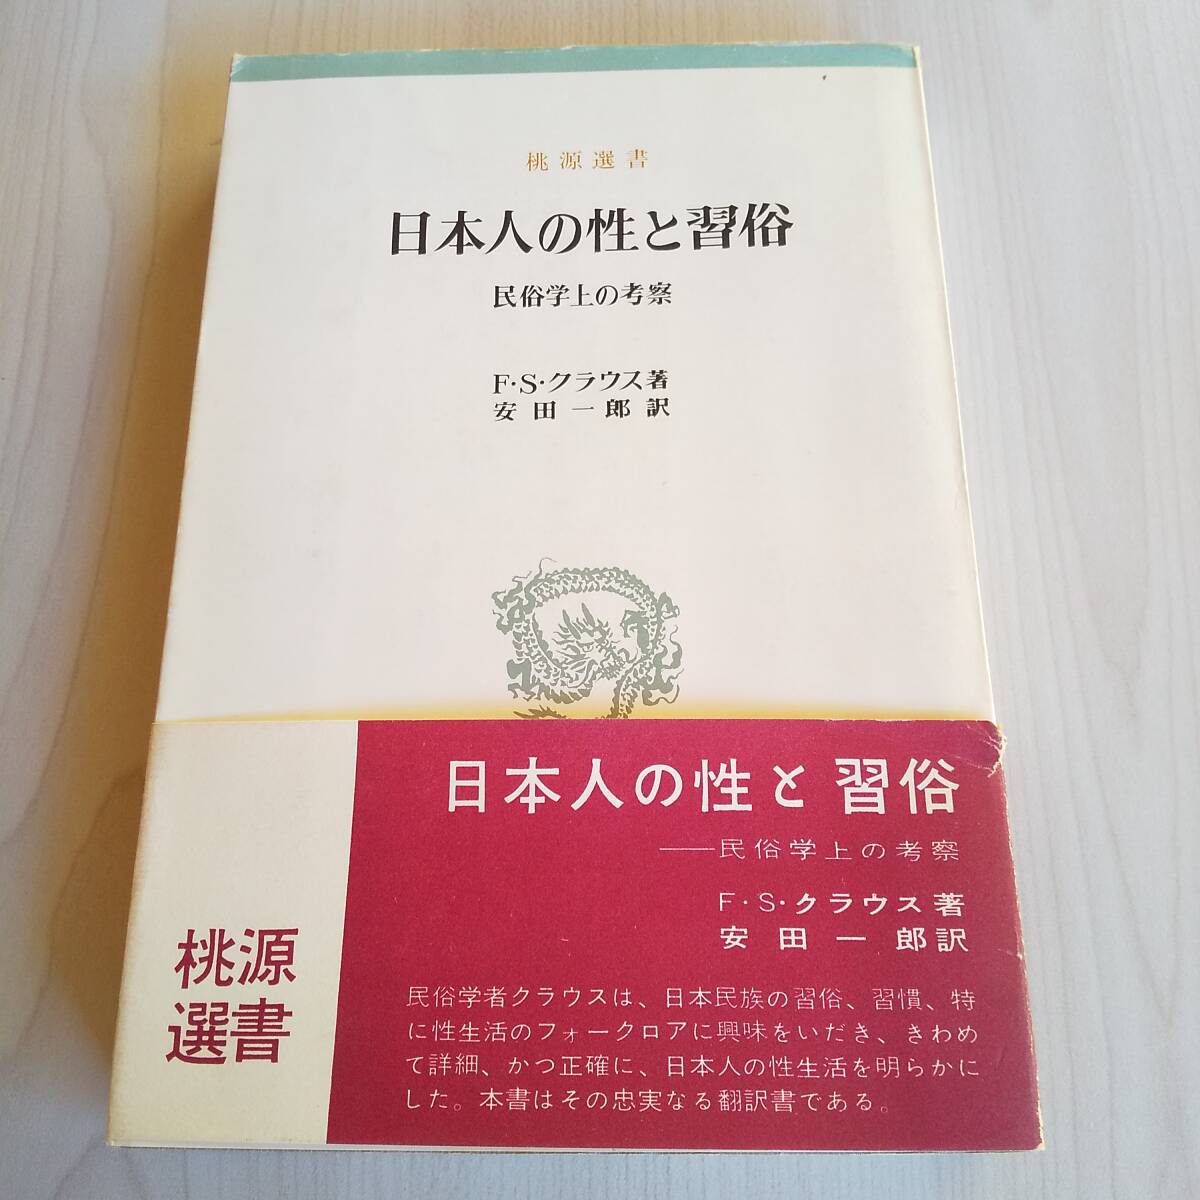 桃源選書
日本人の性と習俗
民俗学上の考察
F・S・クラウス著
安田一郎訳
日本人の性と習俗
——民俗学上の考察
F・S・クラウス著
安田一郎訳
桃源
選書
民俗学者クラウスは、日本民族の習俗、習慣、特
に性生活のフォークロアに興味をいだき、きわめ
て詳細、かつ正確に、日本人の性生活を明らかに
した。本書はその忠実なる翻訳書である。